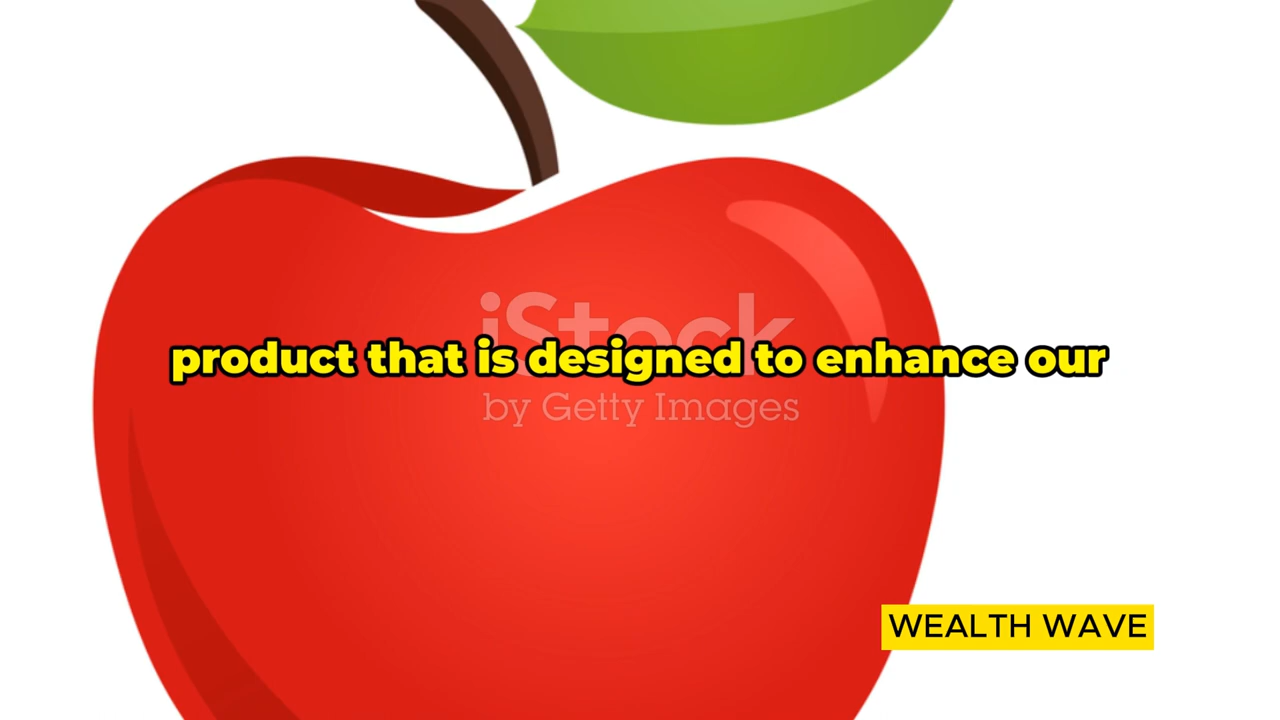 iStock
product that is designed to enhance our
by Getty Images
WEALTH WAVE